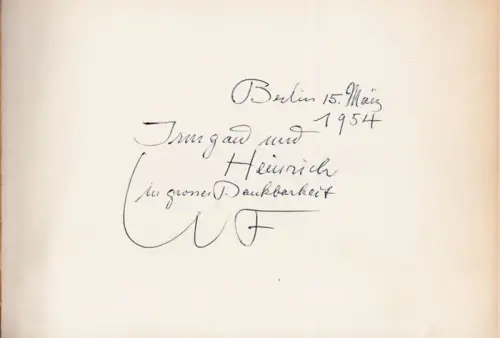 Berlin 15. März
1954
Irmgard und
Heinrich
in grosser Dankbarkeit
F